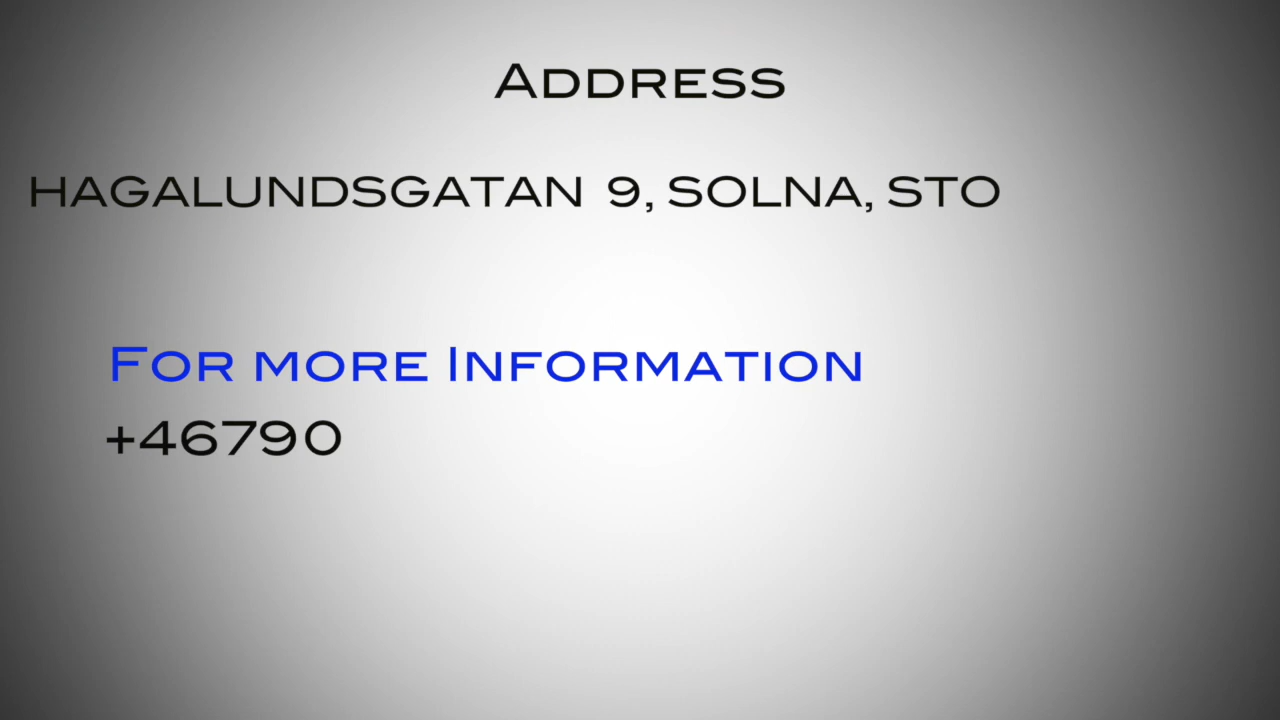 Address
HAGALUNDSGATAN 9, SOLNA, STO
For more Information
+46790